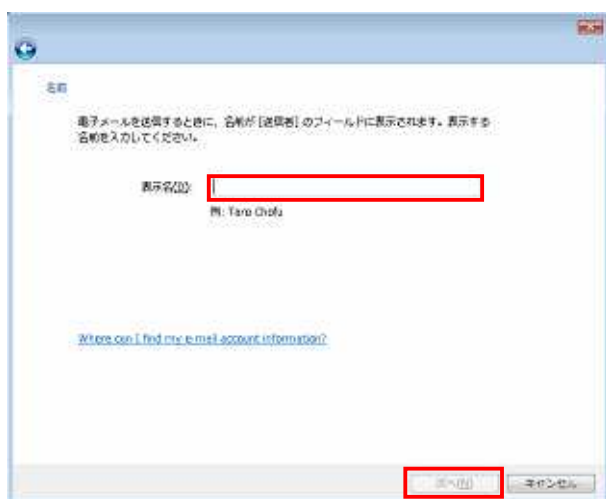 名前
電子メールを送信するときに、名前が [送信者] のフィールドに表示されます。表示する
名前を入力してください。
表示名(D):
例: Taro Chofu
Where can I find my e-mail account information?
次へ(N)
キャンセル